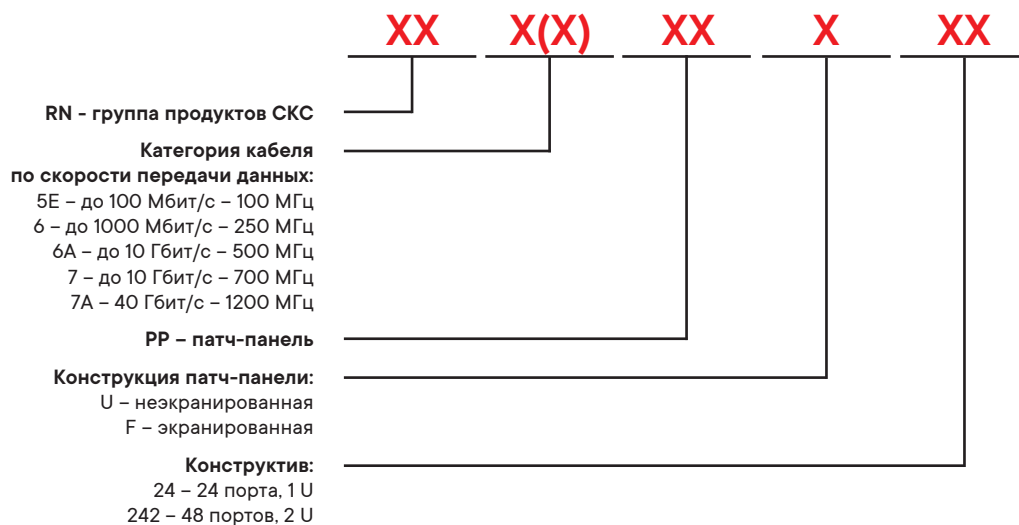 XX X(X) XX X XX
RN - группа продуктов СКС
Категория кабеля
по скорости передачи данных:
5E – до 100 Мбит/с – 100 МГц
6 – до 1000 Мбит/с – 250 МГц
6A – до 10 Гбит/с – 500 МГц
7 – до 10 Гбит/с – 700 МГц
7A – 40 Гбит/с – 1200 МГц
PP – патч-панель
Конструкция патч-панели:
U – неэкранированная
F – экранированная
Конструктив:
24 – 24 порта, 1 U
242 – 48 портов, 2 U